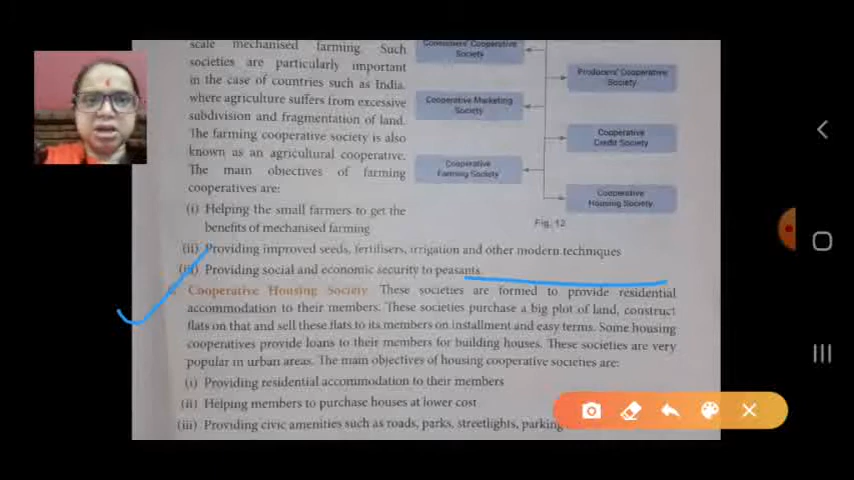 scale mechanised farming. Such
societies are particularly important
in the case of countries such as India,
where agriculture suffers from excessive
subdivision and fragmentation of land.
The farming cooperative society is also
known as an agricultural cooperative.
The main objectives of farming
cooperatives are:
(i) Helping the small farmers to get the
benefits of mechanised farming
Consumers' Cooperative
Society
Producers' Cooperative
Society
Cooperative Marketing
Society
Cooperative
Credit Society
Cooperative
Farming Society
Cooperative
Housing Society
Fig. 12
(ii) Providing improved seeds, fertilisers, irrigation and other modern techniques
(iii) Providing social and economic security to peasants.
Cooperative Housing Society These societies are formed to provide residential
accommodation to their members. These societies purchase a big plot of land, construct
flats on that and sell these flats to its members on installment and easy terms. Some housing
cooperatives provide loans to their members for building houses. These societies are very
popular in urban areas. The main objectives of housing cooperative societies are:
(i) Providing residential accommodation to their members
(ii) Helping members to purchase houses at lower cost
(iii) Providing civic amenities such as roads, parks, streetlights, parking